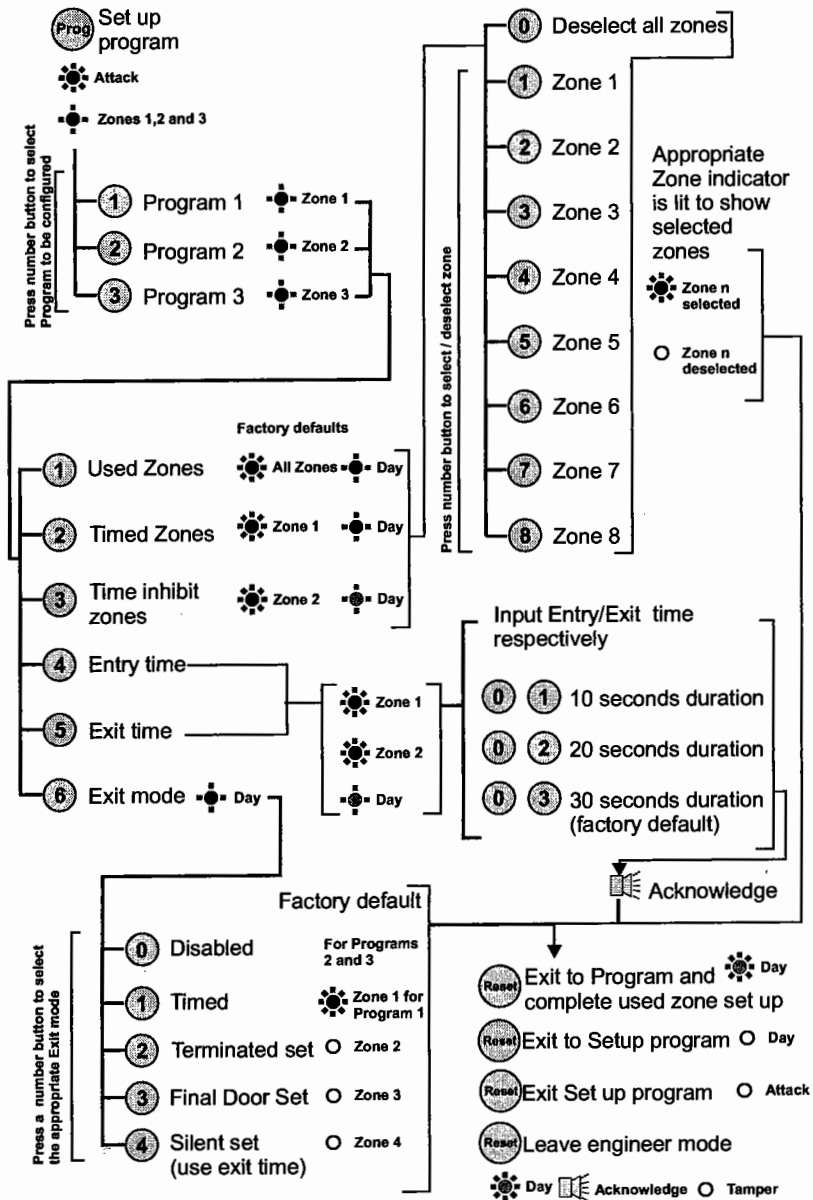 Prog Set up
program
Attack
Zones 1,2 and 3
Press number button to select
Program to be configured
1 Program 1 Zone 1
2 Program 2 Zone 2
3 Program 3 Zone 3
Factory defaults
1 Used Zones All Zones Day
2 Timed Zones Zone 1 Day
3 Time inhibit
zones Zone 2 Day
4 Entry time
5 Exit time
6 Exit mode Day
Zone 1
Zone 2
Day
0 Deselect all zones
Press number button to select / deselect zone
1 Zone 1
2 Zone 2
3 Zone 3
4 Zone 4
5 Zone 5
6 Zone 6
7 Zone 7
8 Zone 8
Appropriate
Zone indicator
is lit to show
selected
zones
Zone n
selected
Zone n
deselected
Input Entry/Exit time
respectively
0 1 10 seconds duration
0 2 20 seconds duration
0 3 30 seconds duration
(factory default)
Acknowledge
Press a number button to select
the appropriate Exit mode
Factory default
0 Disabled
For Programs
2 and 3
1 Timed
Zone 1 for
Program 1
2 Terminated set Zone 2
3 Final Door Set Zone 3
4 Silent set
(use exit time)
Zone 4
Reset Exit to Program and Day
complete used zone set up
Reset Exit to Setup program Day
Reset Exit Set up program Attack
Reset Leave engineer mode
Day Acknowledge Tamper